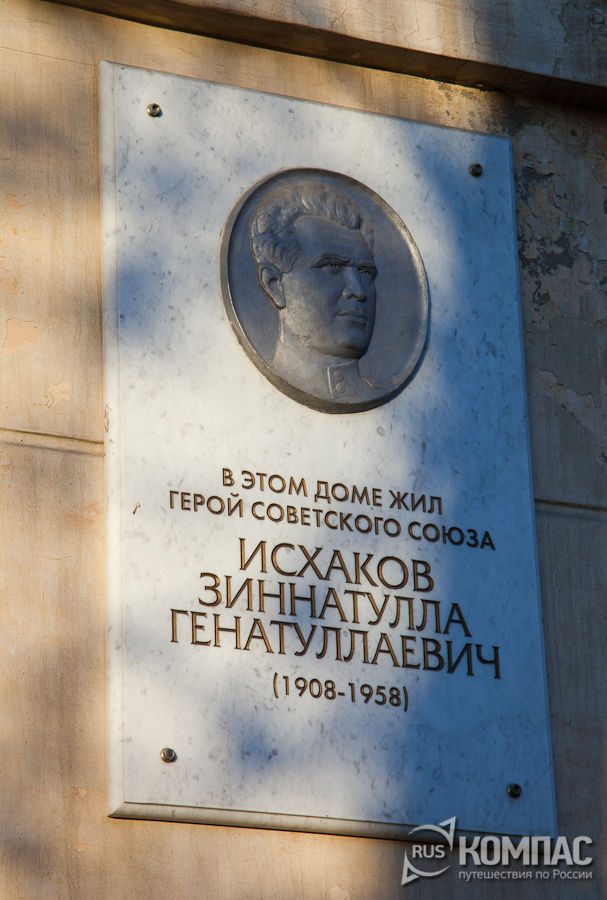 В ЭТОМ ДОМЕ ЖИЛ
ГЕРОЙ СОВЕТСКОГО СОЮЗА
ИСХАКОВ
ЗИННАТУЛЛА
ГЕНАТУЛЛАЕВИЧ
(1908-1958)
RUS КОМПАС
путешествия по России